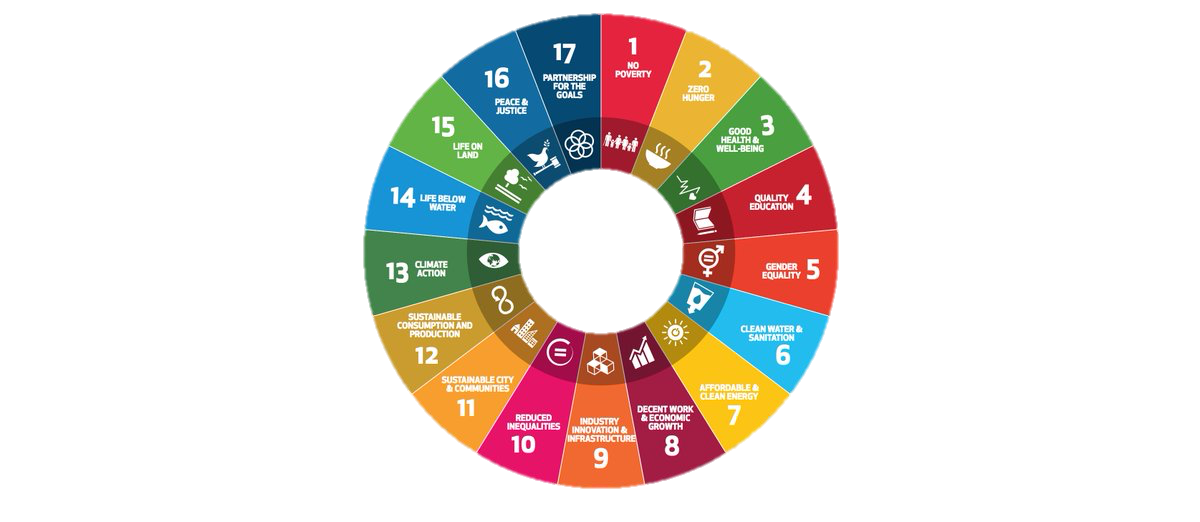 1
NO
POVERTY
2
ZERO
HUNGER
3
GOOD
HEALTH &
WELL-BEING
4
QUALITY
EDUCATION
5
GENDER
EQUALITY
CLEAN WATER &
SANITATION
6
AFFORDABLE &
CLEAN ENERGY
7
DECENT WORK
& ECONOMIC
GROWTH
8
INDUSTRY
INNOVATION &
INFRASTRUCTURE
9
REDUCED
INEQUALITIES
10
SUSTAINABLE CITY
& COMMUNITIES
11
SUSTAINABLE
CONSUMPTION AND
PRODUCTION
12
13
CLIMATE
ACTION
14
LIFE BELOW
WATER
15
LIFE ON
LAND
16
PEACE &
JUSTICE
17
PARTNERSHIP
FOR THE
GOALS